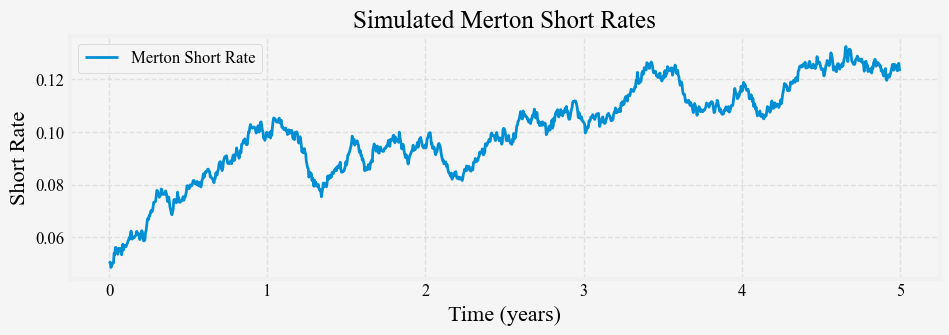 Simulated Merton Short Rates
Merton Short Rate
Short Rate
0.12
0.10
0.08
0.06
0 1 2 3 4 5
Time (years)